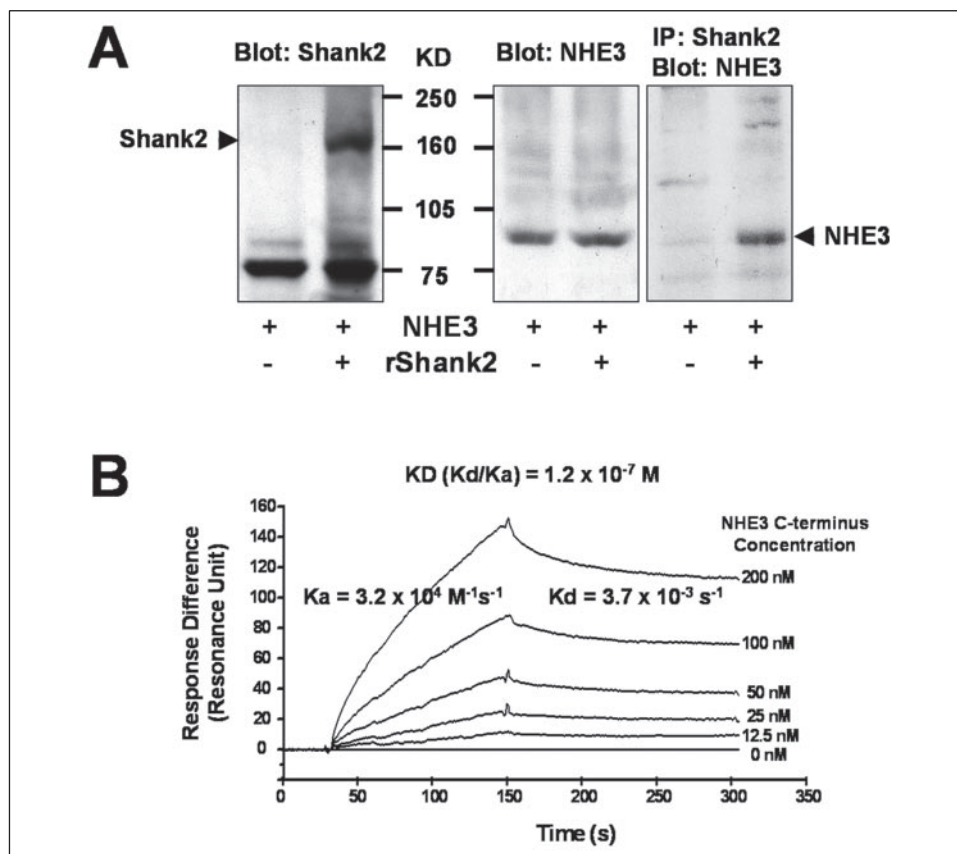 A
Blot: Shank2
KD
Blot: NHE3
IP: Shank2
Blot: NHE3
250
Shank2
160
105
NHE3
75
+ + NHE3 + + + +
- + rShank2 - + - +
B
KD (Kd/Ka) = 1.2 x 10⁻⁷ M
NHE3 C-terminus
Concentration
Response Difference
(Resonance Unit)
160
140
120
100
80
60
40
20
0
Ka = 3.2 x 10⁴ M⁻¹s⁻¹
Kd = 3.7 x 10⁻³ s⁻¹
200 nM
100 nM
50 nM
25 nM
12.5 nM
0 nM
0 50 100 150 200 250 300 350
Time (s)